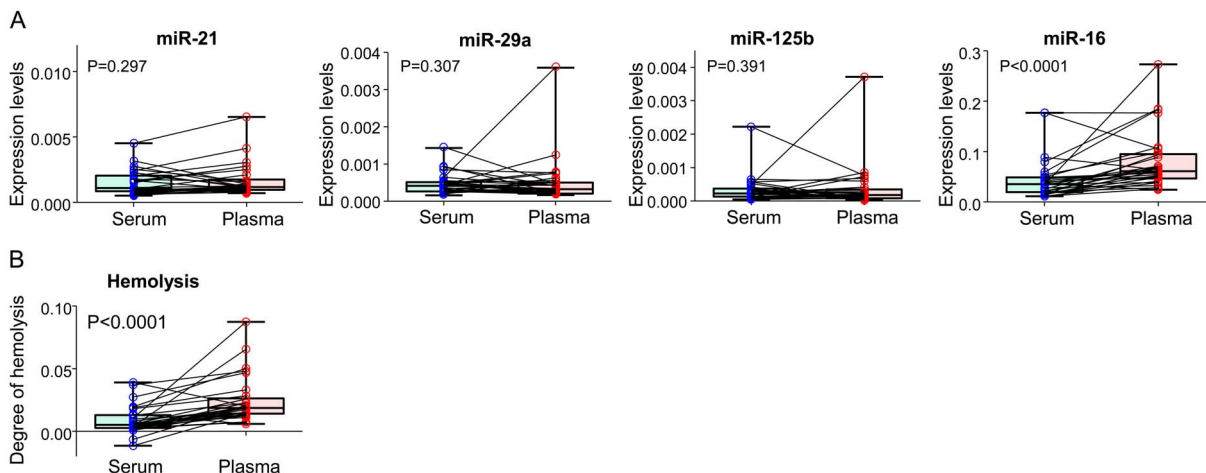 A
miR-21
Expression levels
0.010
0.005
0.000
P=0.297
Serum Plasma
miR-29a
Expression levels
0.004
0.003
0.002
0.001
0.000
P=0.307
Serum Plasma
miR-125b
Expression levels
0.004
0.003
0.002
0.001
0.000
P=0.391
Serum Plasma
miR-16
Expression levels
0.3
0.2
0.1
0.0
P<0.0001
Serum Plasma
B
Hemolysis
Degree of hemolysis
0.10
0.05
0.00
P<0.0001
Serum Plasma